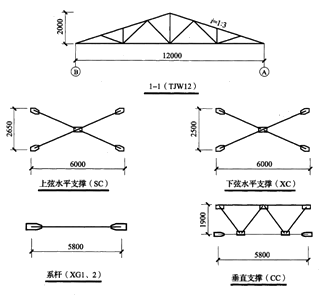 2000
i=1:3
12000
B
A
1-1(TJW12)
2650
6000
上弦水平支撑(SC)
2500
6000
下弦水平支撑(XC)
5800
系杆(XG1、2)
1900
5800
垂直支撑(CC)